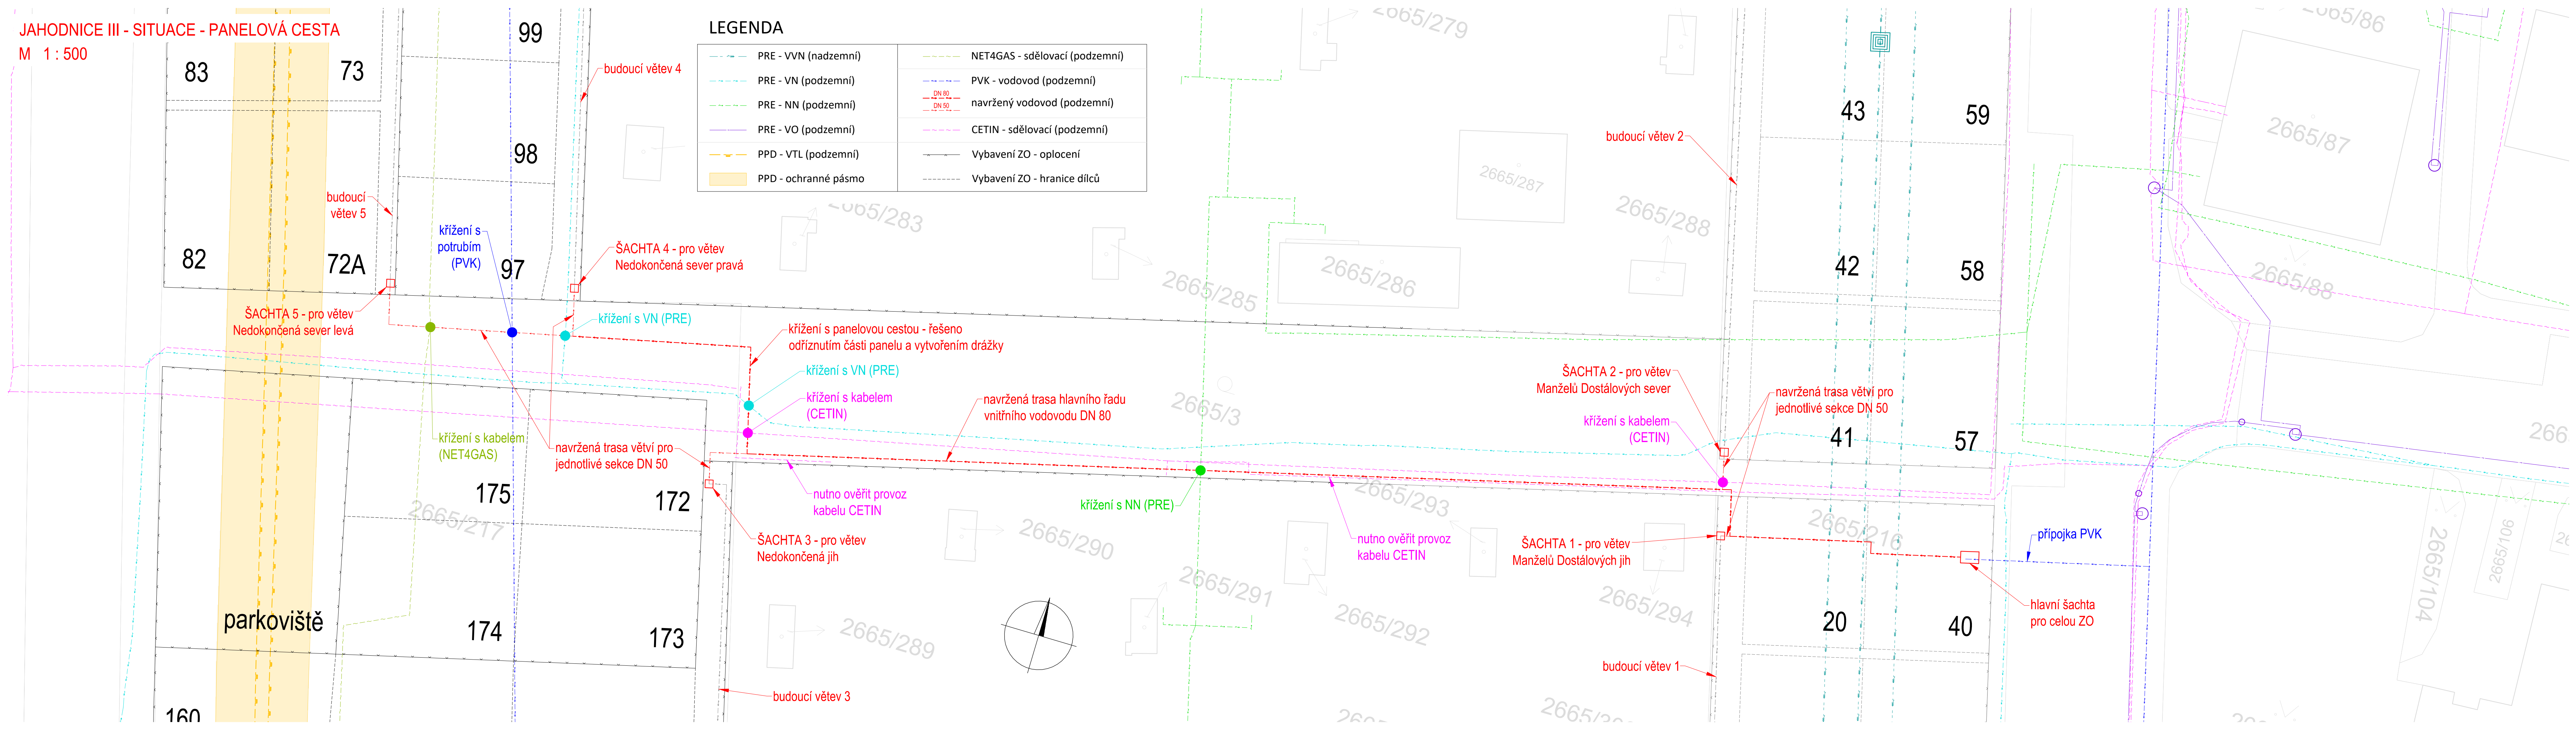 JAHODNICE III - SITUACE - PANELOVÁ CESTA
M 1 : 500
LEGENDA
PRE - VVN (nadzemní)
PRE - VN (podzemní)
PRE - NN (podzemní)
PRE - VO (podzemní)
PPD - VTL (podzemní)
PPD - ochranné pásmo
NET4GAS - sdělovací (podzemní)
PVK - vodovod (podzemní)
DN 80
DN 50
navržený vodovod (podzemní)
CETIN - sdělovací (podzemní)
Vybavení ZO - oplocení
Vybavení ZO - hranice dílců
83
73
99
98
97
82
72A
budoucí větev 4
budoucí
větev 5
křížení s
potrubím
(PVK)
ŠACHTA 4 - pro větev
Nedokončená sever pravá
ŠACHTA 5 - pro větev
Nedokončená sever levá
křížení s VN (PRE)
křížení s panelovou cestou - řešeno
odříznutím části panelu a vytvořením drážky
křížení s VN (PRE)
křížení s kabelem
(CETIN)
navržená trasa hlavního řadu
vnitřního vodovodu DN 80
křížení s kabelem
(NET4GAS)
navržená trasa větví pro
jednotlivé sekce DN 50
nutno ověřit provoz
kabelu CETIN
křížení s NN (PRE)
ŠACHTA 3 - pro větev
Nedokončená jih
budoucí větev 3
175
172
174
173
parkoviště
160
2665/217
2665/279
2665/283
2665/285
2665/286
2665/287
2665/288
2665/3
2665/293
2665/290
2665/291
2665/289
2665/292
2665/294
2665/216
budoucí větev 2
43
59
42
58
41
57
20
40
ŠACHTA 2 - pro větev
Manželů Dostálových sever
křížení s kabelem
(CETIN)
navržená trasa větví pro
jednotlivé sekce DN 50
nutno ověřit provoz
kabelu CETIN
ŠACHTA 1 - pro větev
Manželů Dostálových jih
budoucí větev 1
přípojka PVK
hlavní šachta
pro celou ZO
2665/86
2665/87
2665/88
2665/104
2665/106